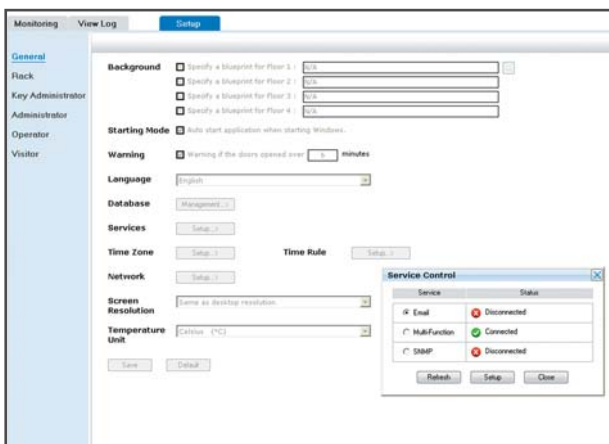 Monitoring View Log Setup
General
Rack
Key Administrator
Administrator
Operator
Visitor
Background Specify a blueprint for Floor 1 : N/A
Specify a blueprint for Floor 2 : N/A
Specify a blueprint for Floor 3 : N/A
Specify a blueprint for Floor 4 : N/A
Starting Mode Auto start application when starting Windows.
Warning Warning if the doors opened over minutes
Language English
Database Management...
Services Setup...
Time Zone Setup... Time Rule Setup...
Network Setup...
Screen Resolution Same as desktop resolution
Temperature Unit Celsius (°C)
Save Default
Service Control
Service Status
Email Disconnected
Multi-Function Connected
SNMP Disconnected
Refresh Setup Close